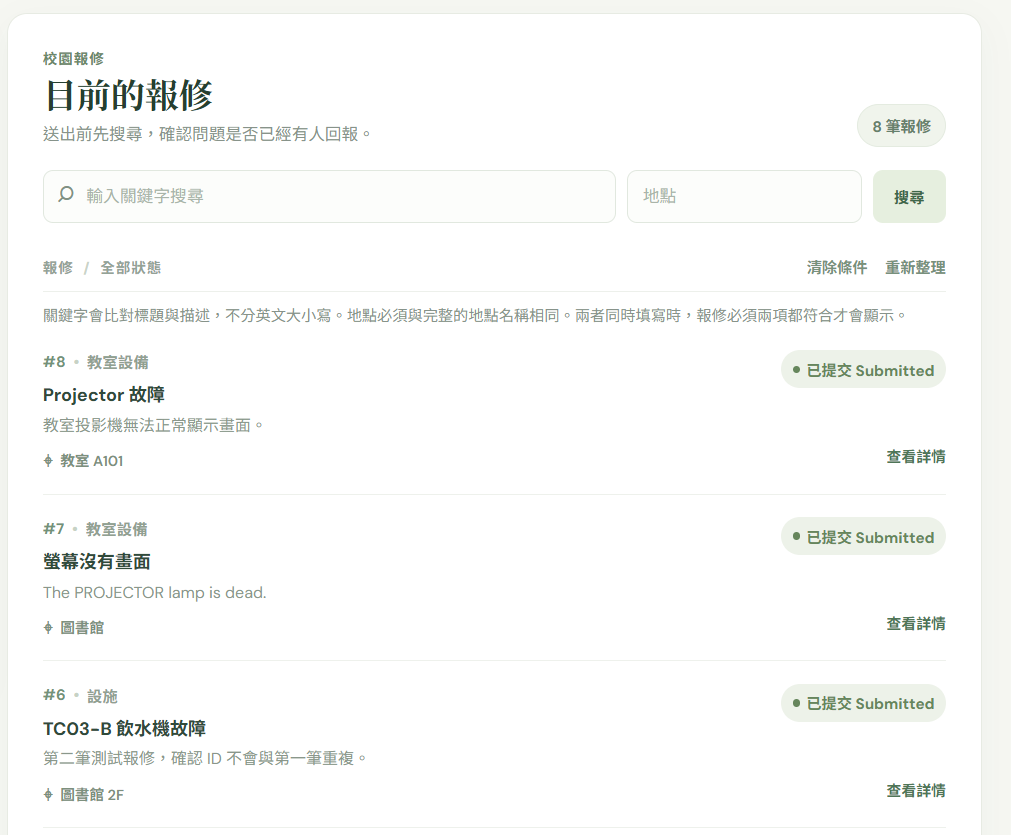 校園報修
目前的報修
送出前先搜尋，確認問題是否已經有人回報。
8 筆報修
輸入關鍵字搜尋
地點
搜尋
報修 / 全部狀態
清除條件 重新整理
關鍵字會比對標題與描述，不分英文大小寫。地點必須與完整的地點名稱相同。兩者同時填寫時，報修必須兩項都符合才會顯示。
#8 • 教室設備
已提交 Submitted
Projector 故障
教室投影機無法正常顯示畫面。
教室 A101
查看詳情
#7 • 教室設備
已提交 Submitted
螢幕沒有畫面
The PROJECTOR lamp is dead.
圖書館
查看詳情
#6 • 設施
已提交 Submitted
TC03-B 飲水機故障
第二筆測試報修，確認 ID 不會與第一筆重複。
圖書館 2F
查看詳情